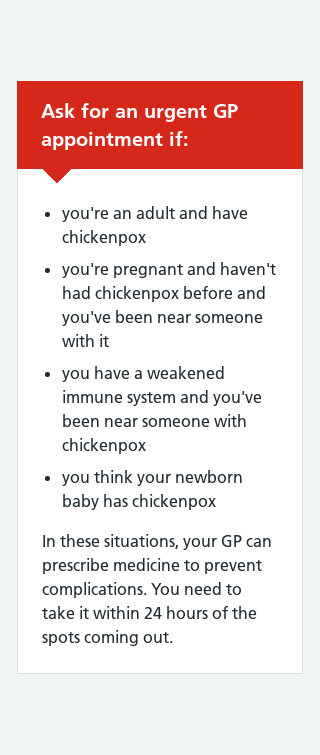 Ask for an urgent GP
appointment if:
you're an adult and have
chickenpox
you're pregnant and haven't
had chickenpox before and
you've been near someone
with it
you have a weakened
immune system and you've
been near someone with
chickenpox
you think your newborn
baby has chickenpox
In these situations, your GP can
prescribe medicine to prevent
complications. You need to
take it within 24 hours of the
spots coming out.